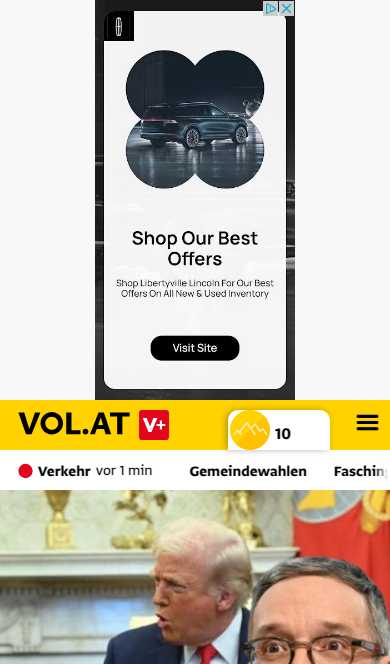 Shop Our Best
Offers
Shop Libertyville Lincoln For Our Best
Offers On All New & Used Inventory
Visit Site
VOL.AT V+
10
Verkehr vor 1 min Gemeindewahlen Fasching